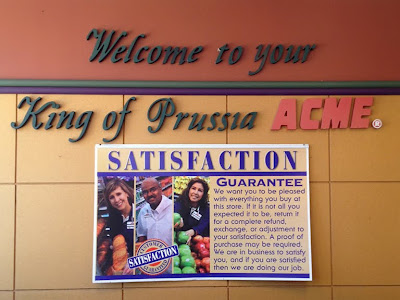 Welcome to your
King of Prussia ACME®
SATISFACTION
GUARANTEE
We want you to be pleased
with everything you buy at
this store. If it is not all you
expected it to be, return it
for a complete refund,
exchange, or adjustment to
your satisfaction. A proof of
purchase may be required.
We are in business to satisfy
you, and if you are satisfied
then we are doing our job.
CUSTOMER
SATISFACTION
GUARANTEED